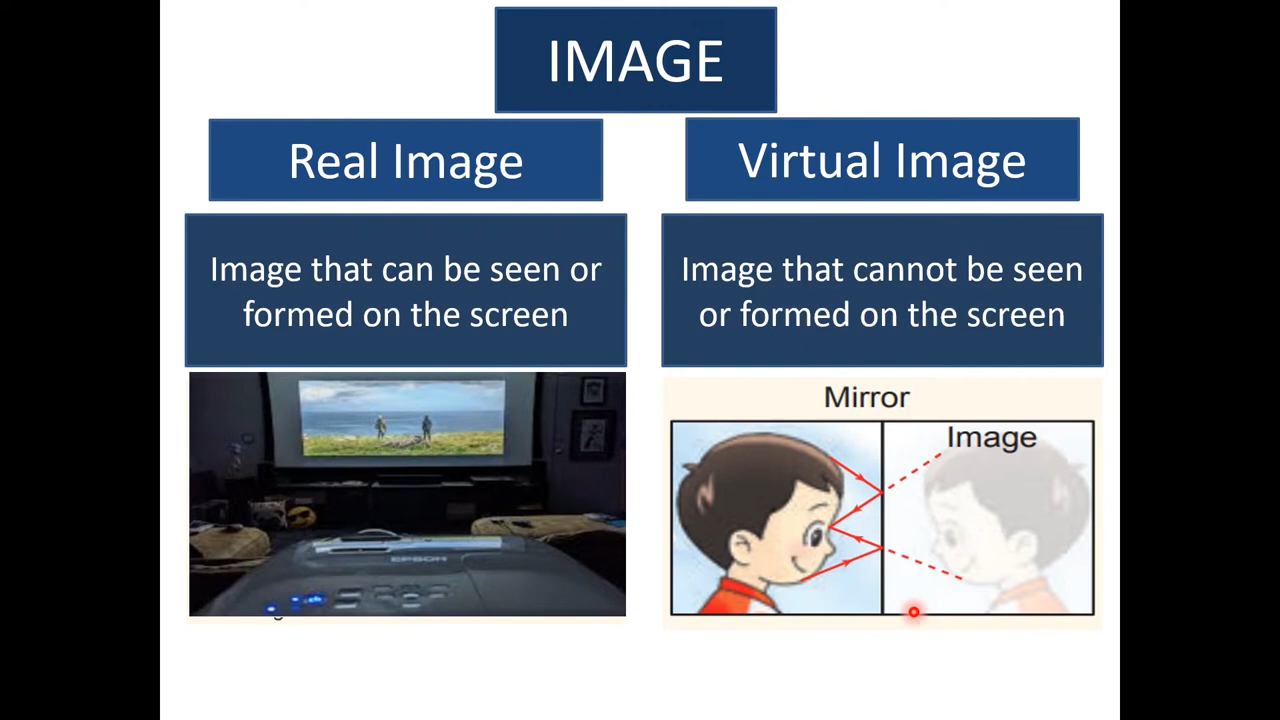 IMAGE
Real Image
Virtual Image
Image that can be seen or
formed on the screen
Image that cannot be seen
or formed on the screen
EPSON
Mirror
Image